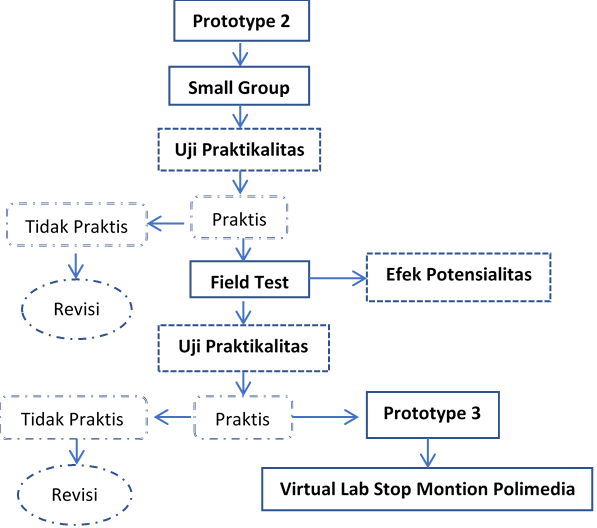 Prototype 2
Small Group
Uji Praktikalitas
Tidak Praktis
Praktis
Field Test
Efek Potensialitas
Revisi
Uji Praktikalitas
Tidak Praktis
Praktis
Prototype 3
Virtual Lab Stop Montion Polimedia
Revisi